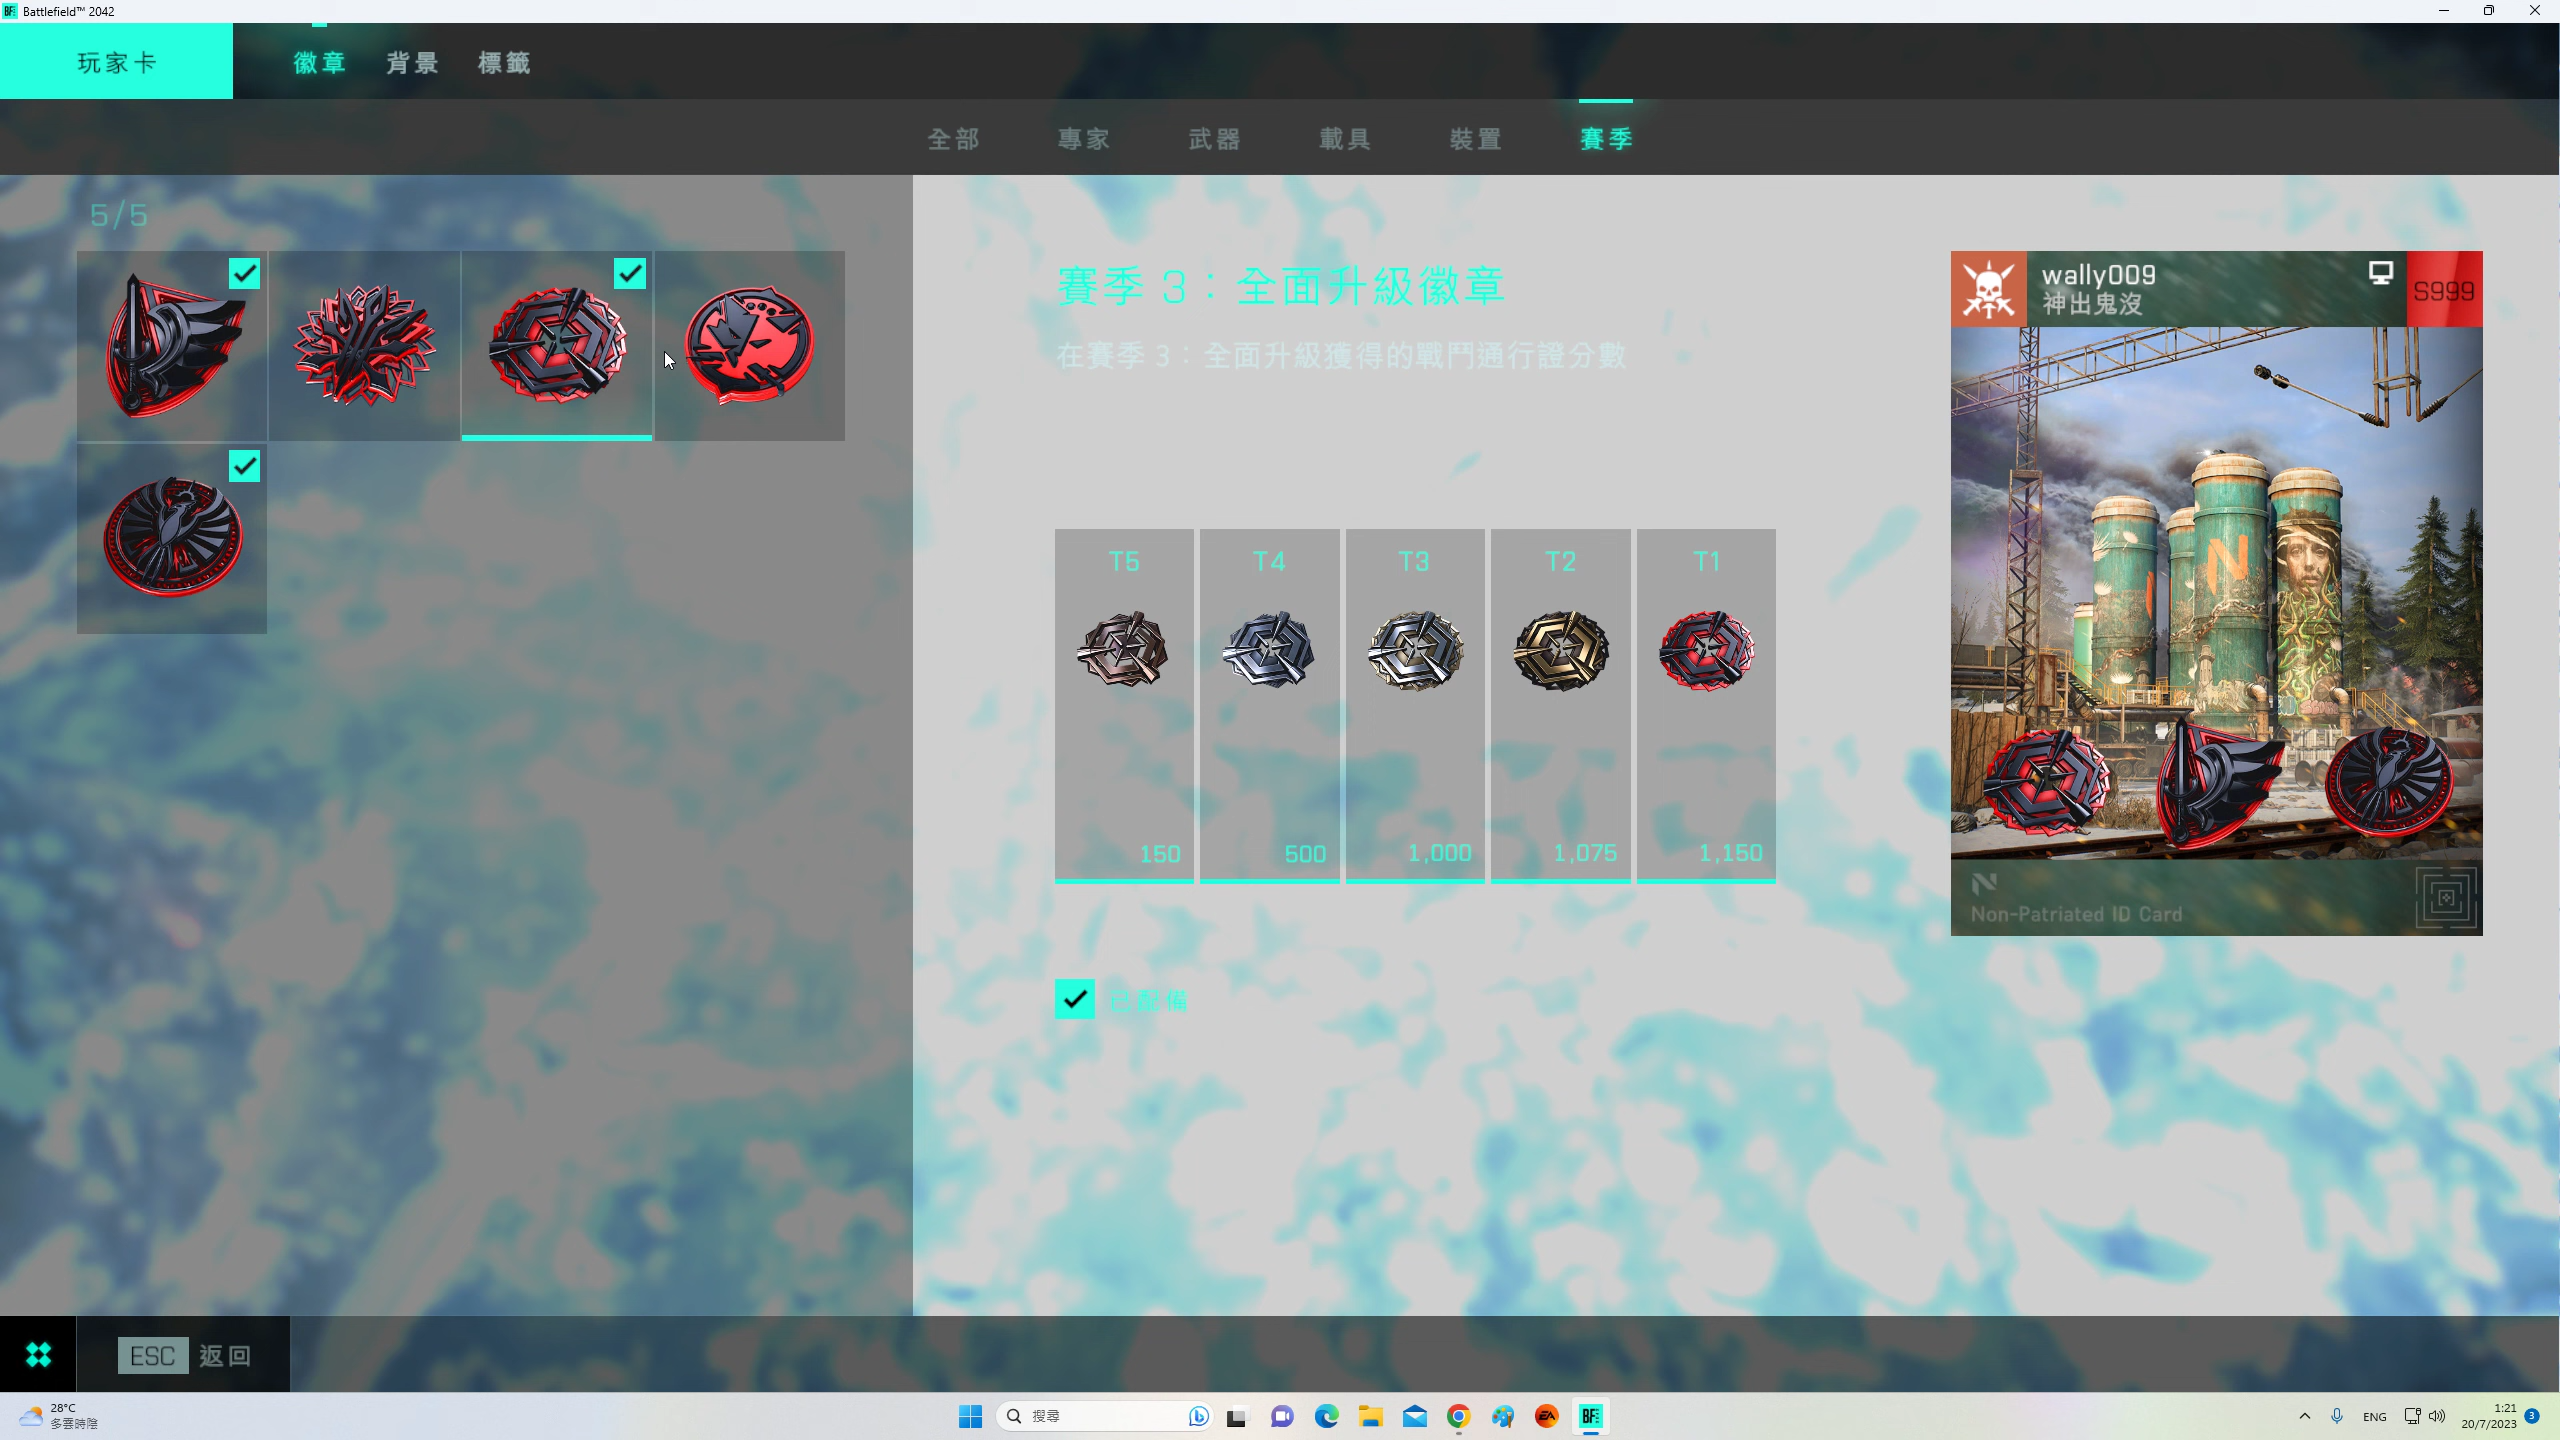 Battlefield™ 2042
玩家卡
徽章 背景 標籤
全部 專家 武器 載具 裝置 賽季
5/5
賽季 3：全面升級徽章
在賽季 3：全面升級獲得的戰鬥通行證分數
wally009
神出鬼沒
S999
T5 T4 T3 T2 T1
150 500 1,000 1,075 1,150
N
Non-Patriated ID Card
已配備
ESC 返回
28°C
多雲時陰
搜尋
EA
BF
ENG
1:21
20/7/2023
3